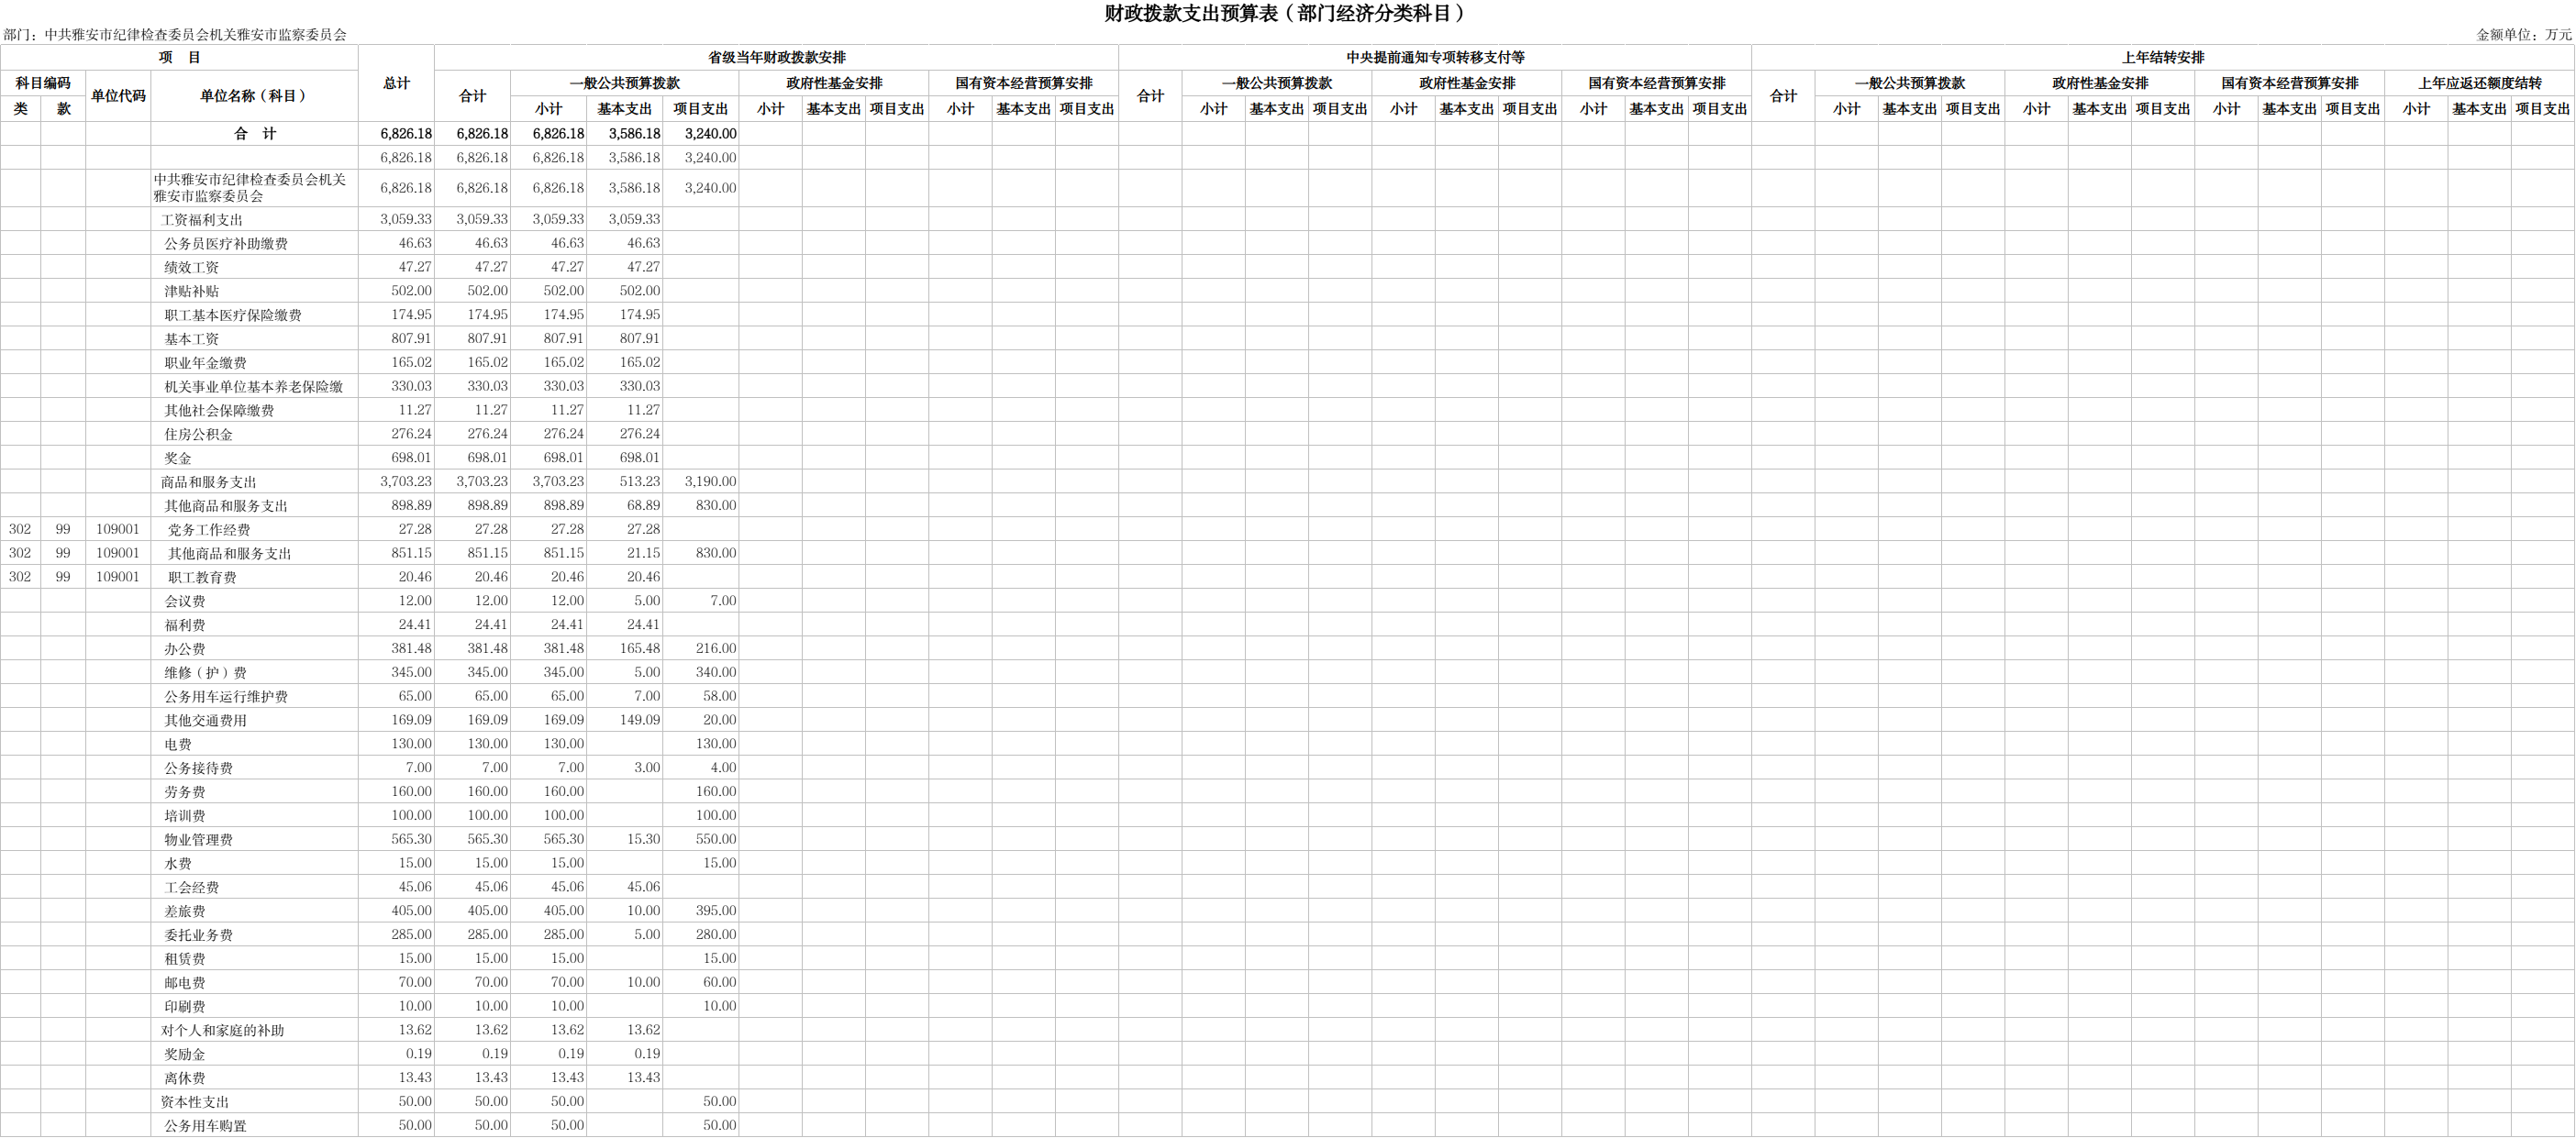 财政拨款支出预算表（部门经济分类科目）
部门：中共雅安市纪律检查委员会机关雅安市监察委员会 金额单位：万元
项 目 总计 省级当年财政拨款安排 中央提前通知专项转移支付等 上年结转安排
科目编码 单位代码 单位名称（科目） 合计 一般公共预算拨款 政府性基金安排 国有资本经营预算安排 合计 一般公共预算拨款 政府性基金安排 国有资本经营预算安排 合计 一般公共预算拨款 政府性基金安排 国有资本经营预算安排 上年应返还额度结转
类 款 小计 基本支出 项目支出 小计 基本支出 项目支出 小计 基本支出 项目支出 小计 基本支出 项目支出 小计 基本支出 项目支出 小计 基本支出 项目支出 小计 基本支出 项目支出 小计 基本支出 项目支出 小计 基本支出 项目支出 小计 基本支出 项目支出
合 计 6,826.18 6,826.18 6,826.18 3,586.18 3,240.00
6,826.18 6,826.18 6,826.18 3,586.18 3,240.00
中共雅安市纪律检查委员会机关
雅安市监察委员会 6,826.18 6,826.18 6,826.18 3,586.18 3,240.00
工资福利支出 3,059.33 3,059.33 3,059.33 3,059.33
公务员医疗补助缴费 46.63 46.63 46.63 46.63
绩效工资 47.27 47.27 47.27 47.27
津贴补贴 502.00 502.00 502.00 502.00
职工基本医疗保险缴费 174.95 174.95 174.95 174.95
基本工资 807.91 807.91 807.91 807.91
职业年金缴费 165.02 165.02 165.02 165.02
机关事业单位基本养老保险缴 330.03 330.03 330.03 330.03
其他社会保障缴费 11.27 11.27 11.27 11.27
住房公积金 276.24 276.24 276.24 276.24
奖金 698.01 698.01 698.01 698.01
商品和服务支出 3,703.23 3,703.23 3,703.23 513.23 3,190.00
其他商品和服务支出 898.89 898.89 898.89 68.89 830.00
302 99 109001 党务工作经费 27.28 27.28 27.28 27.28
302 99 109001 其他商品和服务支出 851.15 851.15 851.15 21.15 830.00
302 99 109001 职工教育费 20.46 20.46 20.46 20.46
会议费 12.00 12.00 12.00 5.00 7.00
福利费 24.41 24.41 24.41 24.41
办公费 381.48 381.48 381.48 165.48 216.00
维修（护）费 345.00 345.00 345.00 5.00 340.00
公务用车运行维护费 65.00 65.00 65.00 7.00 58.00
其他交通费用 169.09 169.09 169.09 149.09 20.00
电费 130.00 130.00 130.00 130.00
公务接待费 7.00 7.00 7.00 3.00 4.00
劳务费 160.00 160.00 160.00 160.00
培训费 100.00 100.00 100.00 100.00
物业管理费 565.30 565.30 565.30 15.30 550.00
水费 15.00 15.00 15.00 15.00
工会经费 45.06 45.06 45.06 45.06
差旅费 405.00 405.00 405.00 10.00 395.00
委托业务费 285.00 285.00 285.00 5.00 280.00
租赁费 15.00 15.00 15.00 15.00
邮电费 70.00 70.00 70.00 10.00 60.00
印刷费 10.00 10.00 10.00 10.00
对个人和家庭的补助 13.62 13.62 13.62 13.62
奖励金 0.19 0.19 0.19 0.19
离休费 13.43 13.43 13.43 13.43
资本性支出 50.00 50.00 50.00 50.00
公务用车购置 50.00 50.00 50.00 50.00